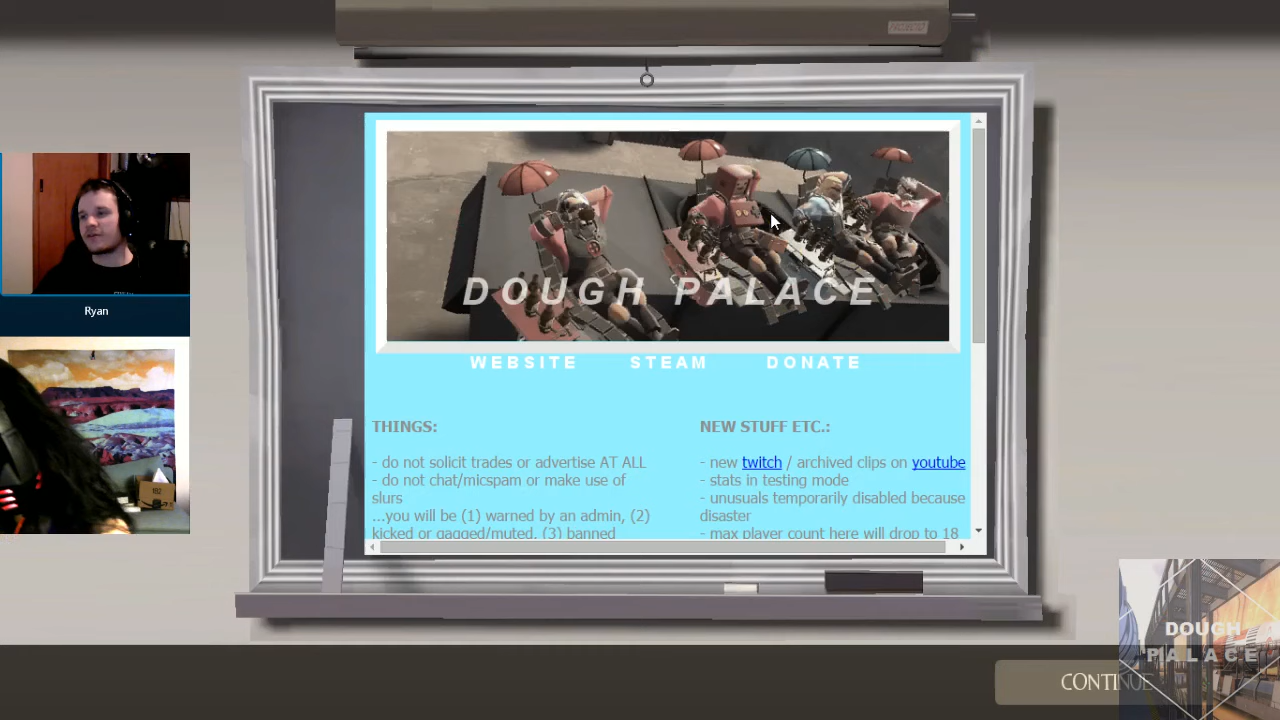 Ryan
DOUGH PALACE
WEBSITE STEAM DONATE
THINGS:
- do not solicit trades or advertise AT ALL
- do not chat/micspam or make use of
slurs
...you will be (1) warned by an admin, (2)
kicked or gagged/muted, (3) banned
NEW STUFF ETC.:
- new twitch / archived clips on youtube
- stats in testing mode
- unusuals temporarily disabled because
disaster
- max player count here will drop to 18
DOUGH
PALACE
CONTINUE